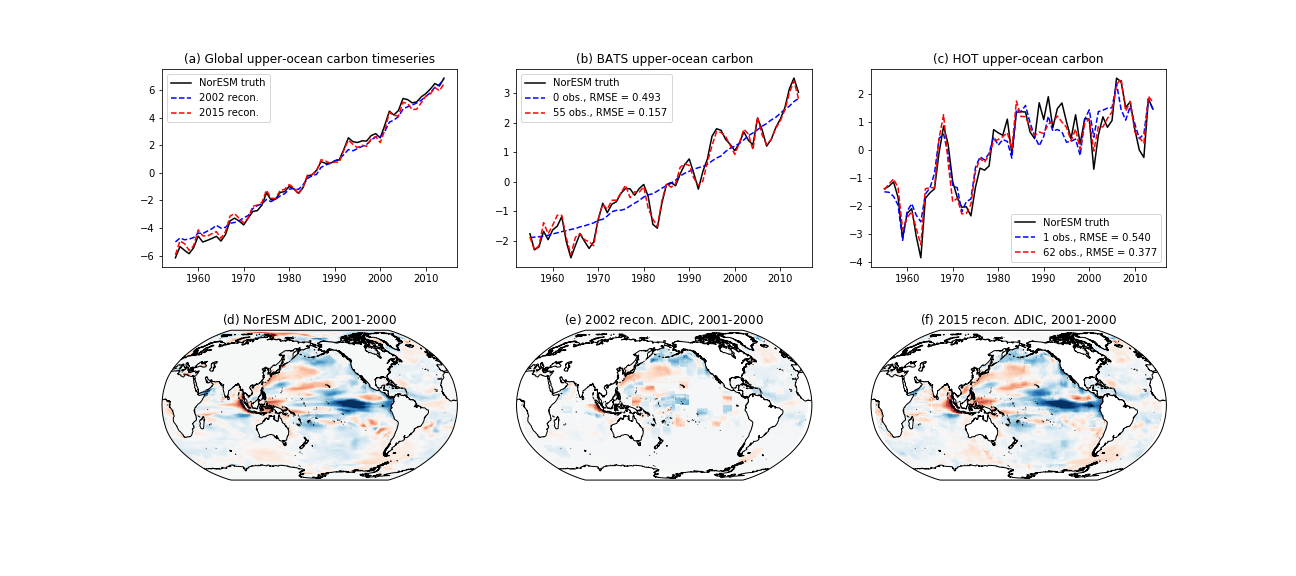 (a) Global upper-ocean carbon timeseries
NorESM truth
2002 recon.
2015 recon.
6
4
2
0
−2
−4
−6
1960 1970 1980 1990 2000 2010
(b) BATS upper-ocean carbon
NorESM truth
0 obs., RMSE = 0.493
55 obs., RMSE = 0.157
3
2
1
0
−1
−2
1960 1970 1980 1990 2000 2010
(c) HOT upper-ocean carbon
2
1
0
−1
−2
−3
−4
NorESM truth
1 obs., RMSE = 0.540
62 obs., RMSE = 0.377
1960 1970 1980 1990 2000 2010
(d) NorESM ΔDIC, 2001-2000
(e) 2002 recon. ΔDIC, 2001-2000
(f) 2015 recon. ΔDIC, 2001-2000